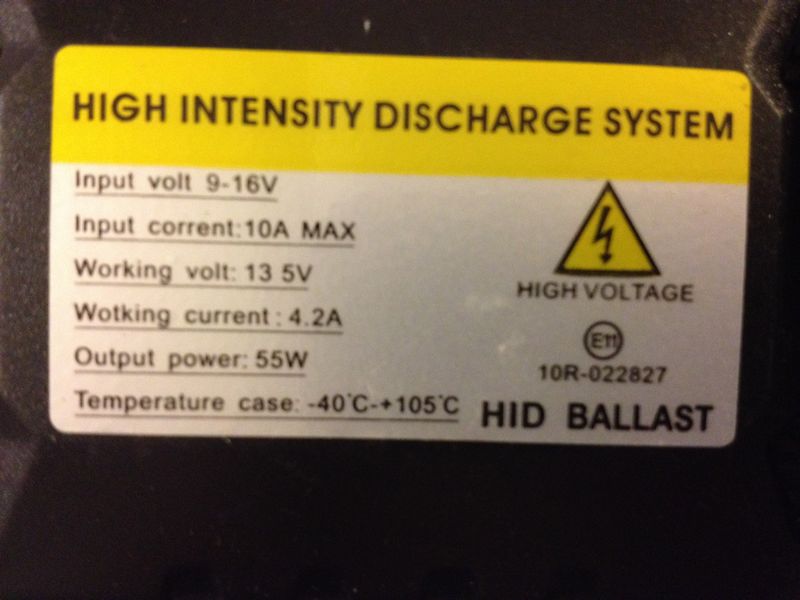 HIGH INTENSITY DISCHARGE SYSTEM
Input volt 9-16V
Input corrent:10A MAX
Working volt: 13 5V
Wotking current : 4.2A
Output power: 55W
Temperature case: -40°C-+105°C
HIGH VOLTAGE
E11
10R-022827
HID BALLAST